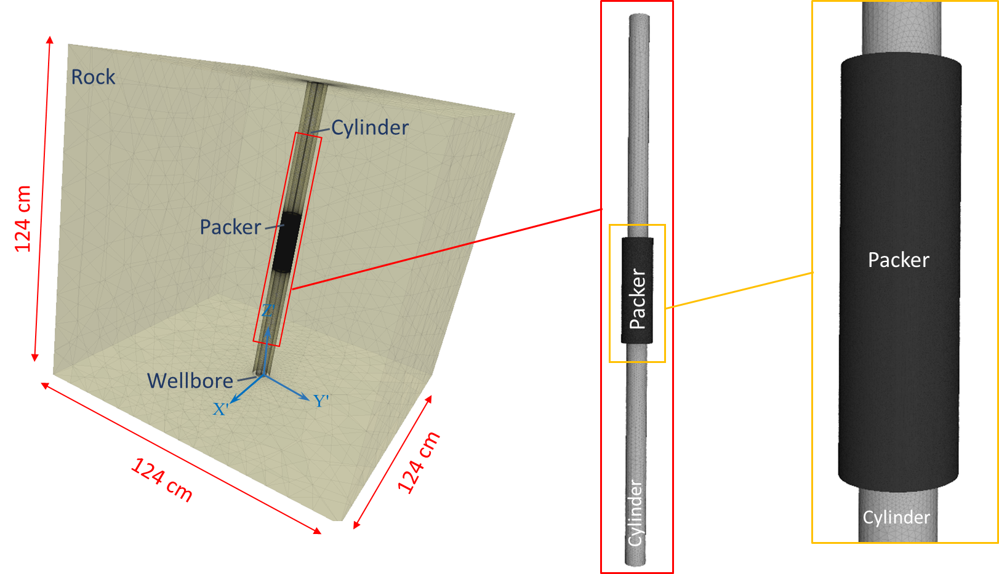 Rock
Cylinder
Packer
124 cm
Z'
Wellbore
X'
Y'
124 cm
124 cm
Packer
Cylinder
Packer
Cylinder